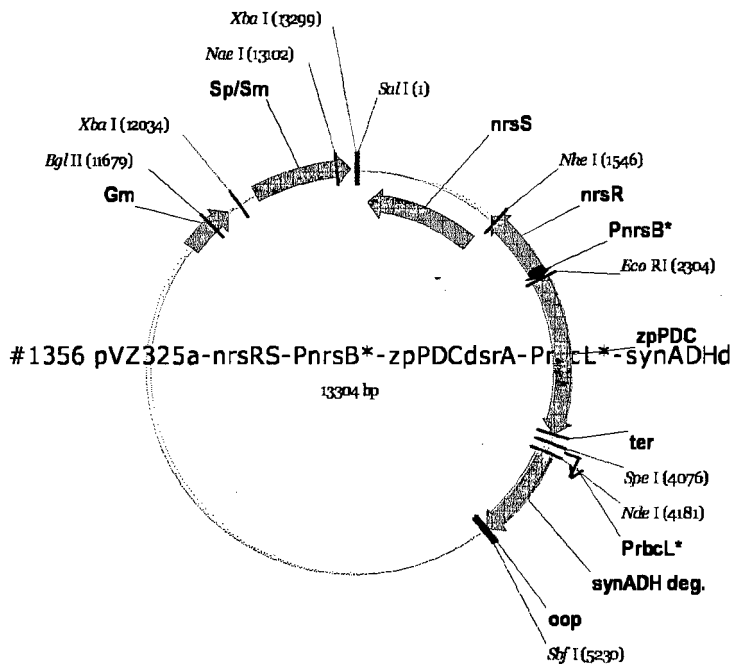 Xba I (13299)
Nae I (13102)
Sp/Sm
Sal I (1)
nrsS
Xba I (12034)
Nhe I (1546)
Bgl II (11679)
nrsR
Gm
PnrsB*
Eco RI (2304)
zpPDC
#1356 pVZ325a-nrsRS-PnrsB*-zpPDCdsrA-PrbcL*-synADHd
13304 bp
ter
Spe I (4076)
Nde I (4181)
PrbcL*
synADH deg.
oop
Sbf I (5230)